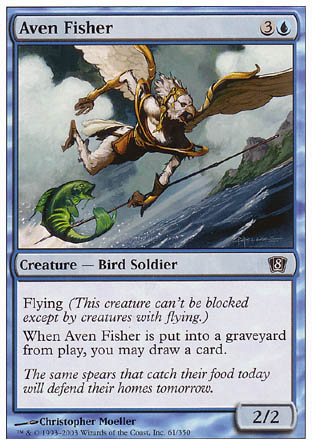 Aven Fisher 3
Creature — Bird Soldier 8
Flying (This creature can't be blocked
except by creatures with flying.)
When Aven Fisher is put into a graveyard
from play, you may draw a card.
The same spears that catch their food today
will defend their homes tomorrow.
Christopher Moeller
™ & © 1993-2003 Wizards of the Coast, Inc. 61/350
2/2